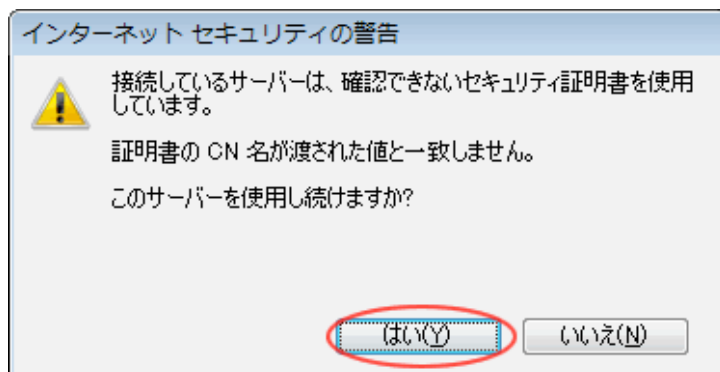 インターネット セキュリティの警告
接続しているサーバーは、確認できないセキュリティ証明書を使用
しています。
証明書の CN 名が渡された値と一致しません。
このサーバーを使用し続けますか?
はい(Y)
いいえ(N)